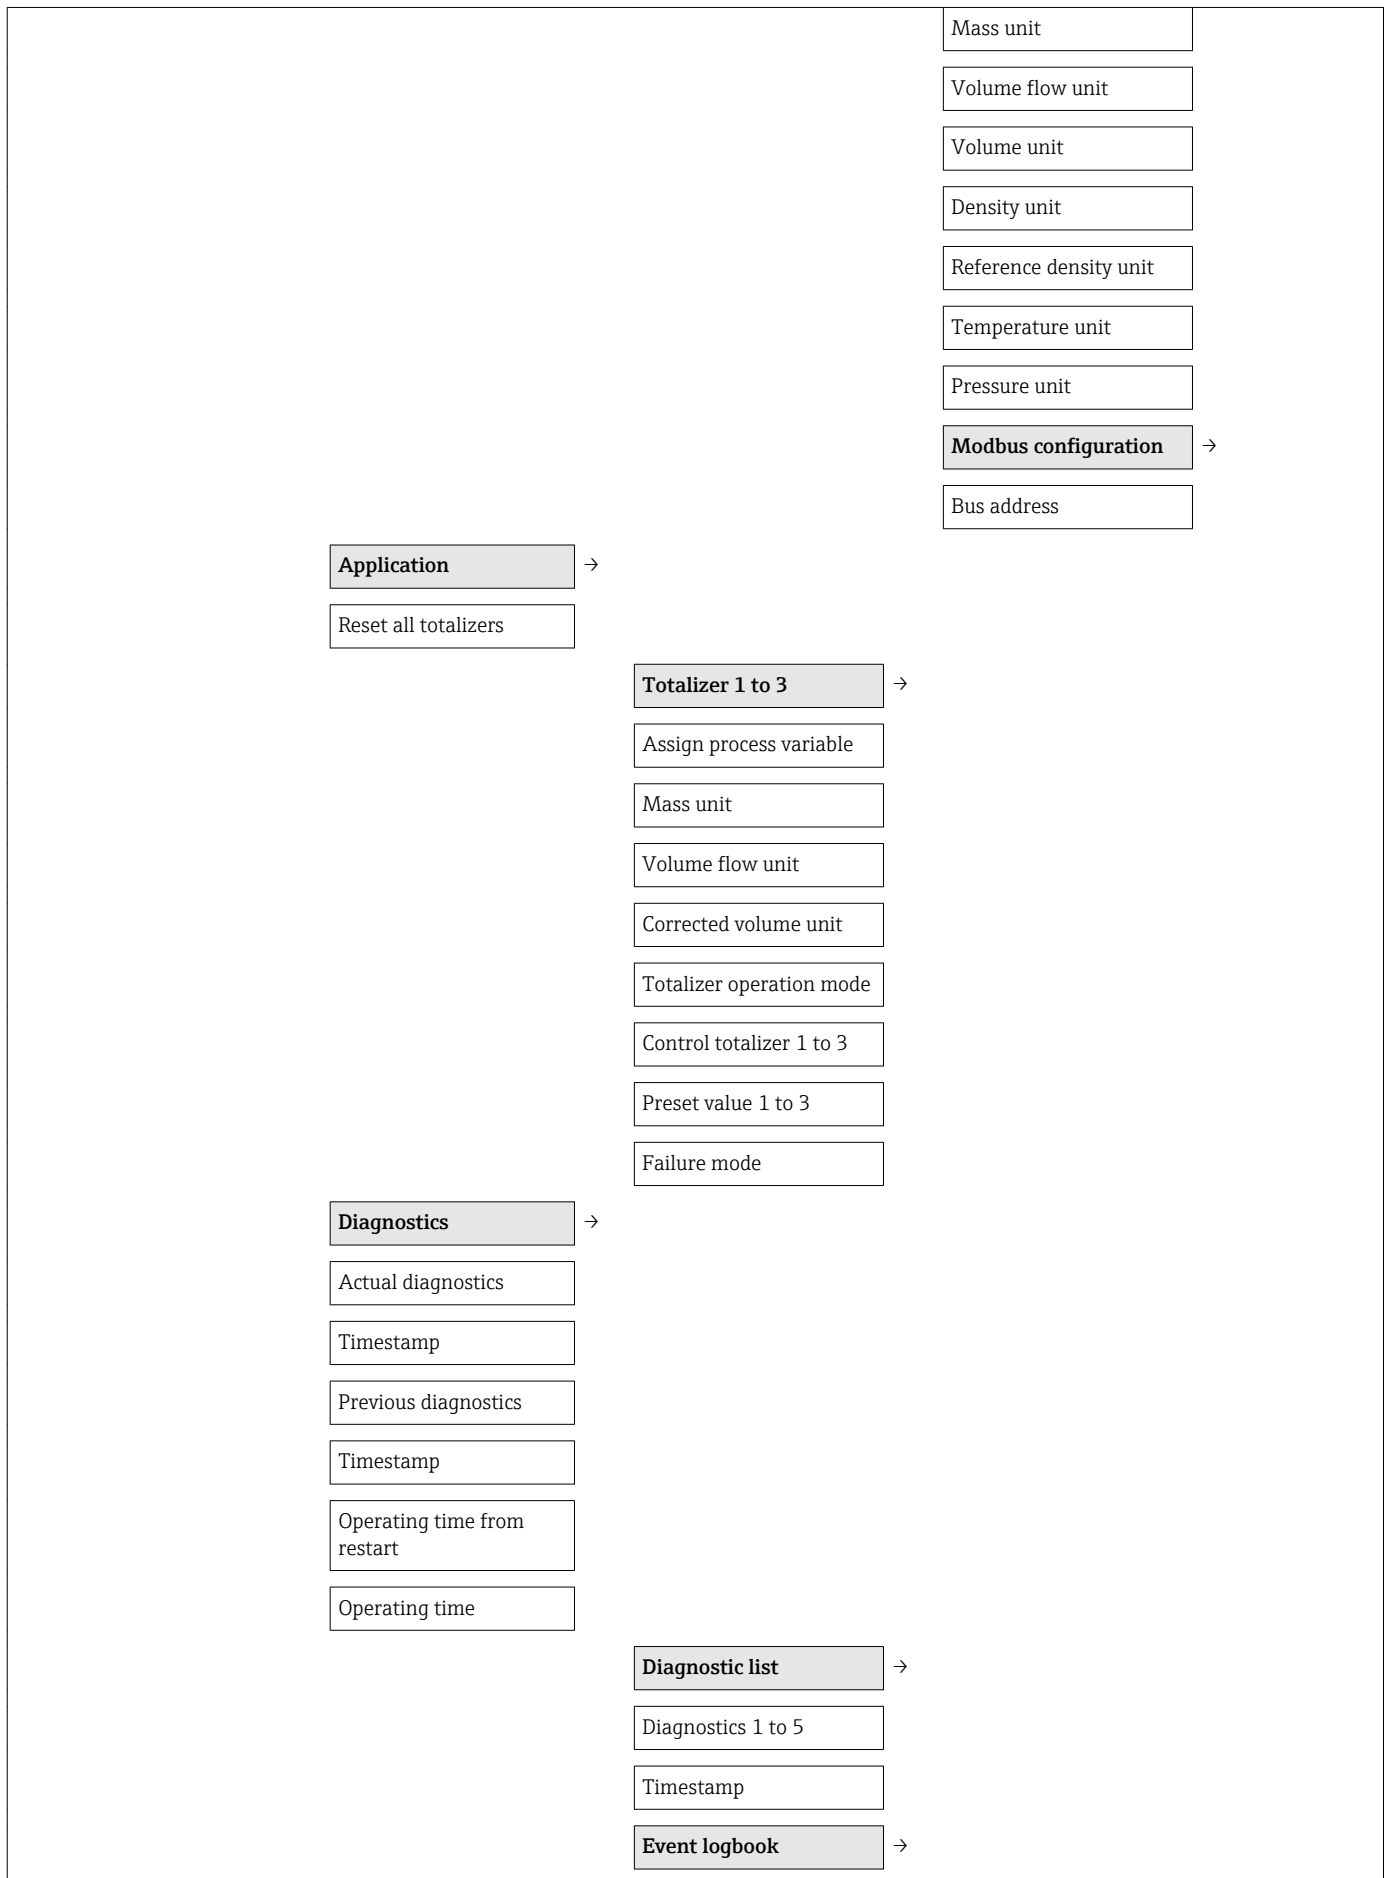 Mass unit
Volume flow unit
Volume unit
Density unit
Reference density unit
Temperature unit
Pressure unit
Modbus configuration →
Bus address
Application →
Reset all totalizers
Totalizer 1 to 3 →
Assign process variable
Mass unit
Volume flow unit
Corrected volume unit
Totalizer operation mode
Control totalizer 1 to 3
Preset value 1 to 3
Failure mode
Diagnostics →
Actual diagnostics
Timestamp
Previous diagnostics
Timestamp
Operating time from
restart
Operating time
Diagnostic list →
Diagnostics 1 to 5
Timestamp
Event logbook →